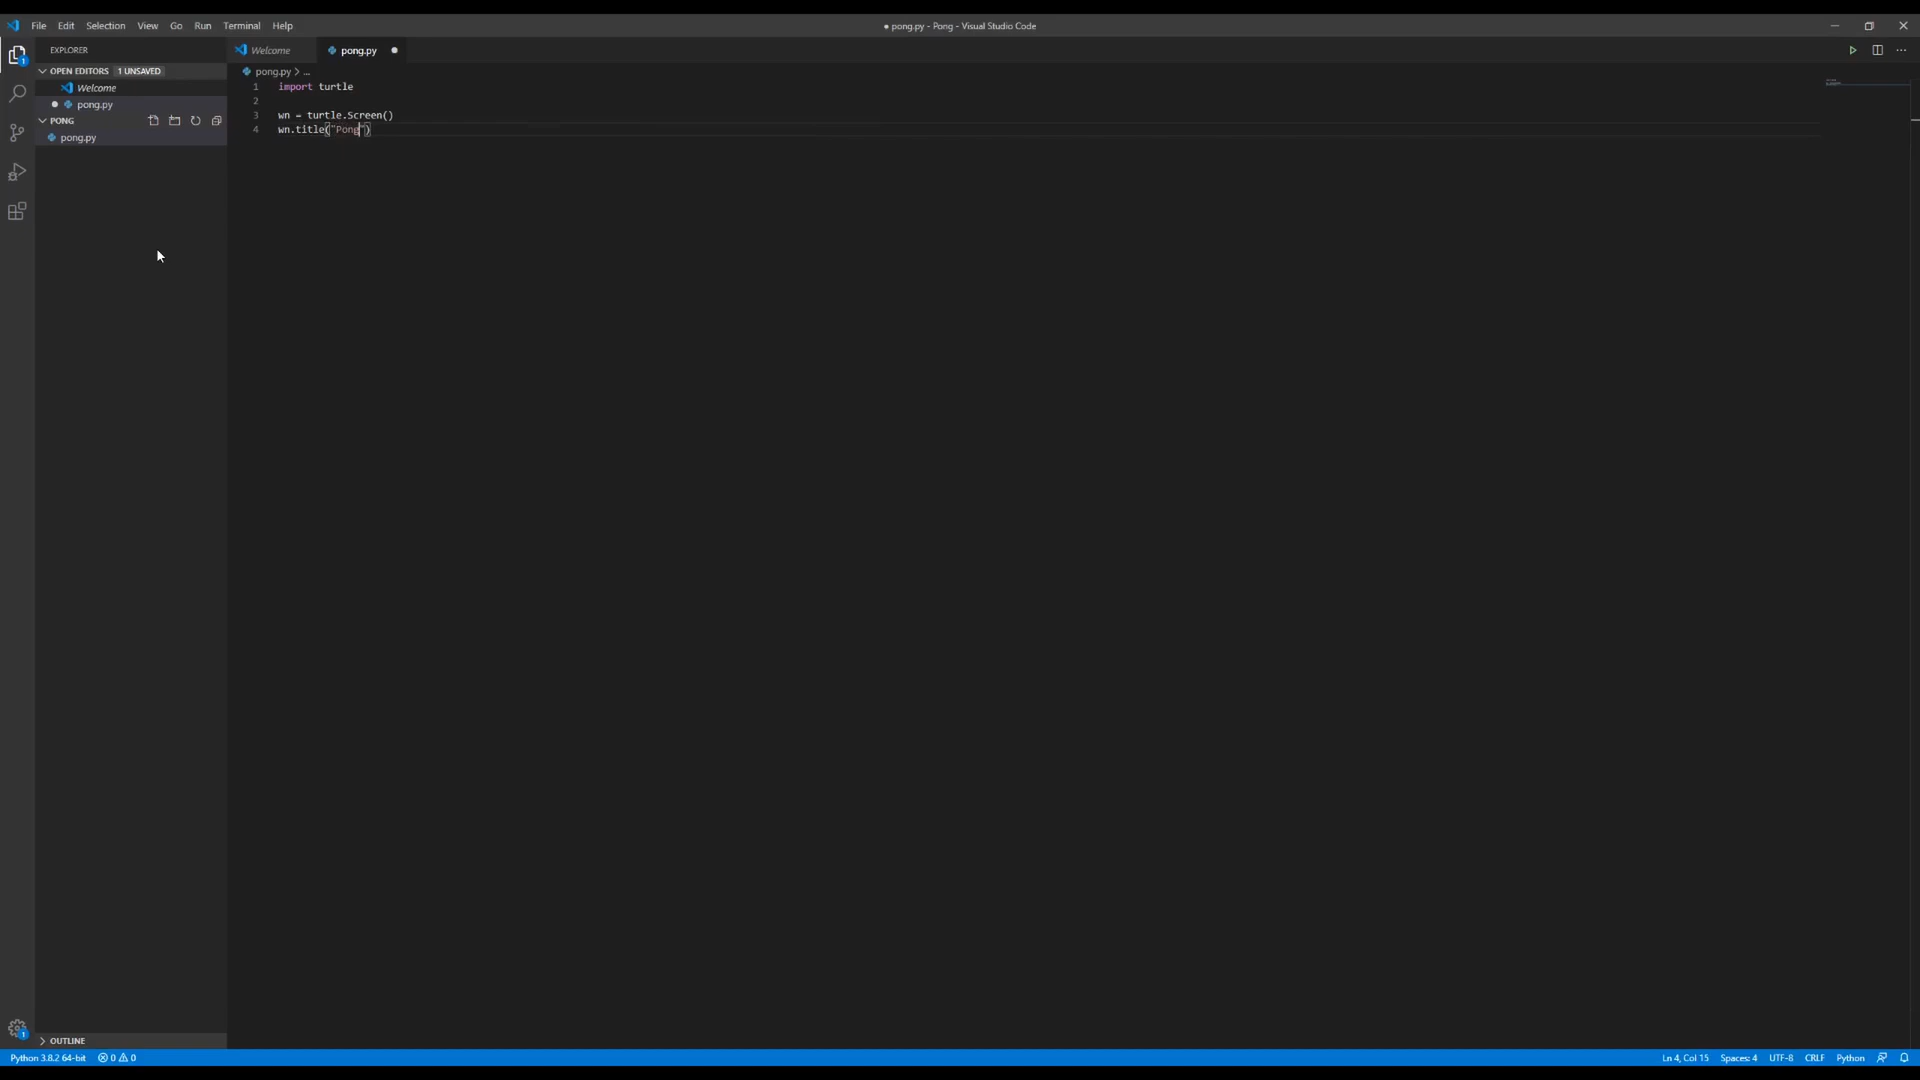 File Edit Selection View Go Run Terminal Help
● pong.py - Pong - Visual Studio Code
EXPLORER
Welcome
pong.py
OPEN EDITORS 1 UNSAVED
Welcome
pong.py
PONG
pong.py
pong.py > ...
1 import turtle
2
3 wn = turtle.Screen()
4 wn.title("Pong")
1
1
OUTLINE
Python 3.8.2 64-bit
0 0
Ln 4, Col 15 Spaces: 4 UTF-8 CRLF Python